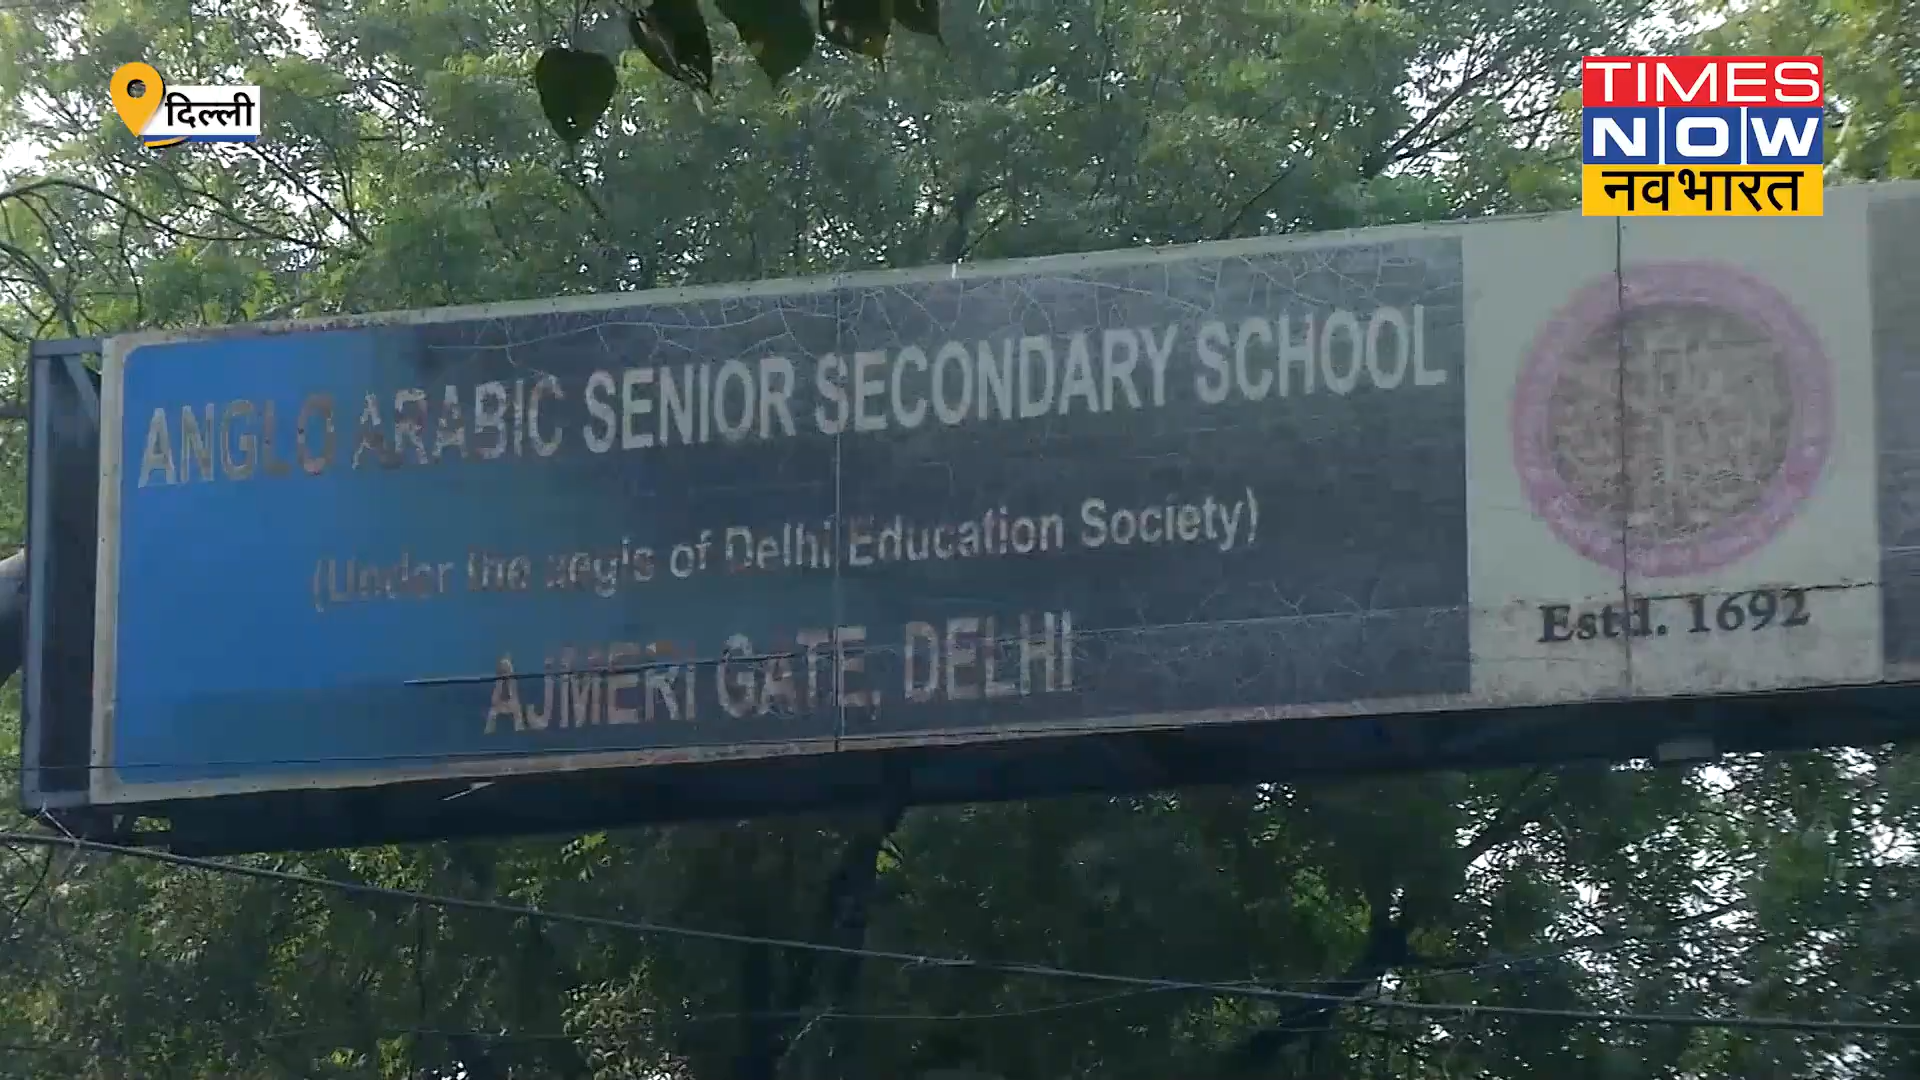 दिल्ली
TIMES
NOW
नवभारत
ANGLO ARABIC SENIOR SECONDARY SCHOOL
(Under the aegis of Delhi Education Society)
AJMERI GATE, DELHI
Estd. 1692